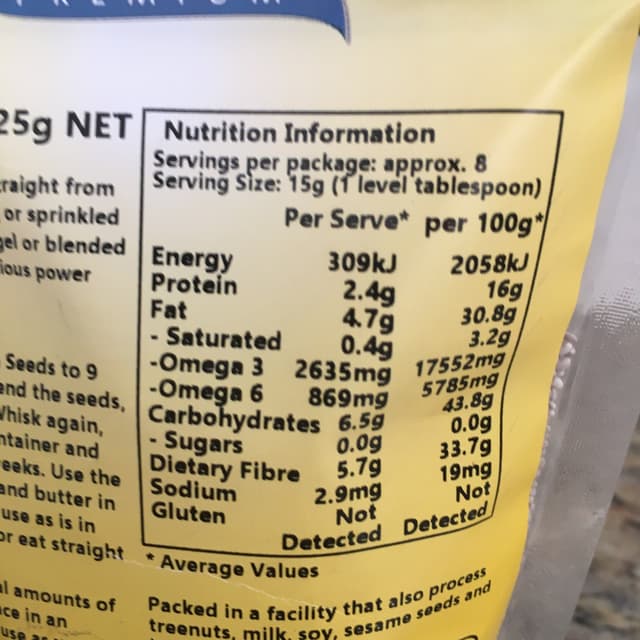 25g NET
raight from
or sprinkled
gel or blended
ious power
Seeds to 9
end the seeds,
Whisk again,
ntainer and
eeks. Use the
and butter in
use as is in
or eat straight
al amounts of
ce in an
Nutrition Information
Servings per package: approx. 8
Serving Size: 15g (1 level tablespoon)
Per Serve* per 100g*
Energy 309kJ 2058kJ
Protein 2.4g 16g
Fat 4.7g 30.8g
- Saturated 0.4g 3.2g
-Omega 3 2635mg 17552mg
-Omega 6 869mg 5785mg
Carbohydrates 6.5g 43.8g
- Sugars 0.0g 0.0g
Dietary Fibre 5.7g 33.7g
Sodium 2.9mg 19mg
Gluten Not Detected Not Detected
* Average Values
Packed in a facility that also process
treenuts, milk, soy, sesame seeds and